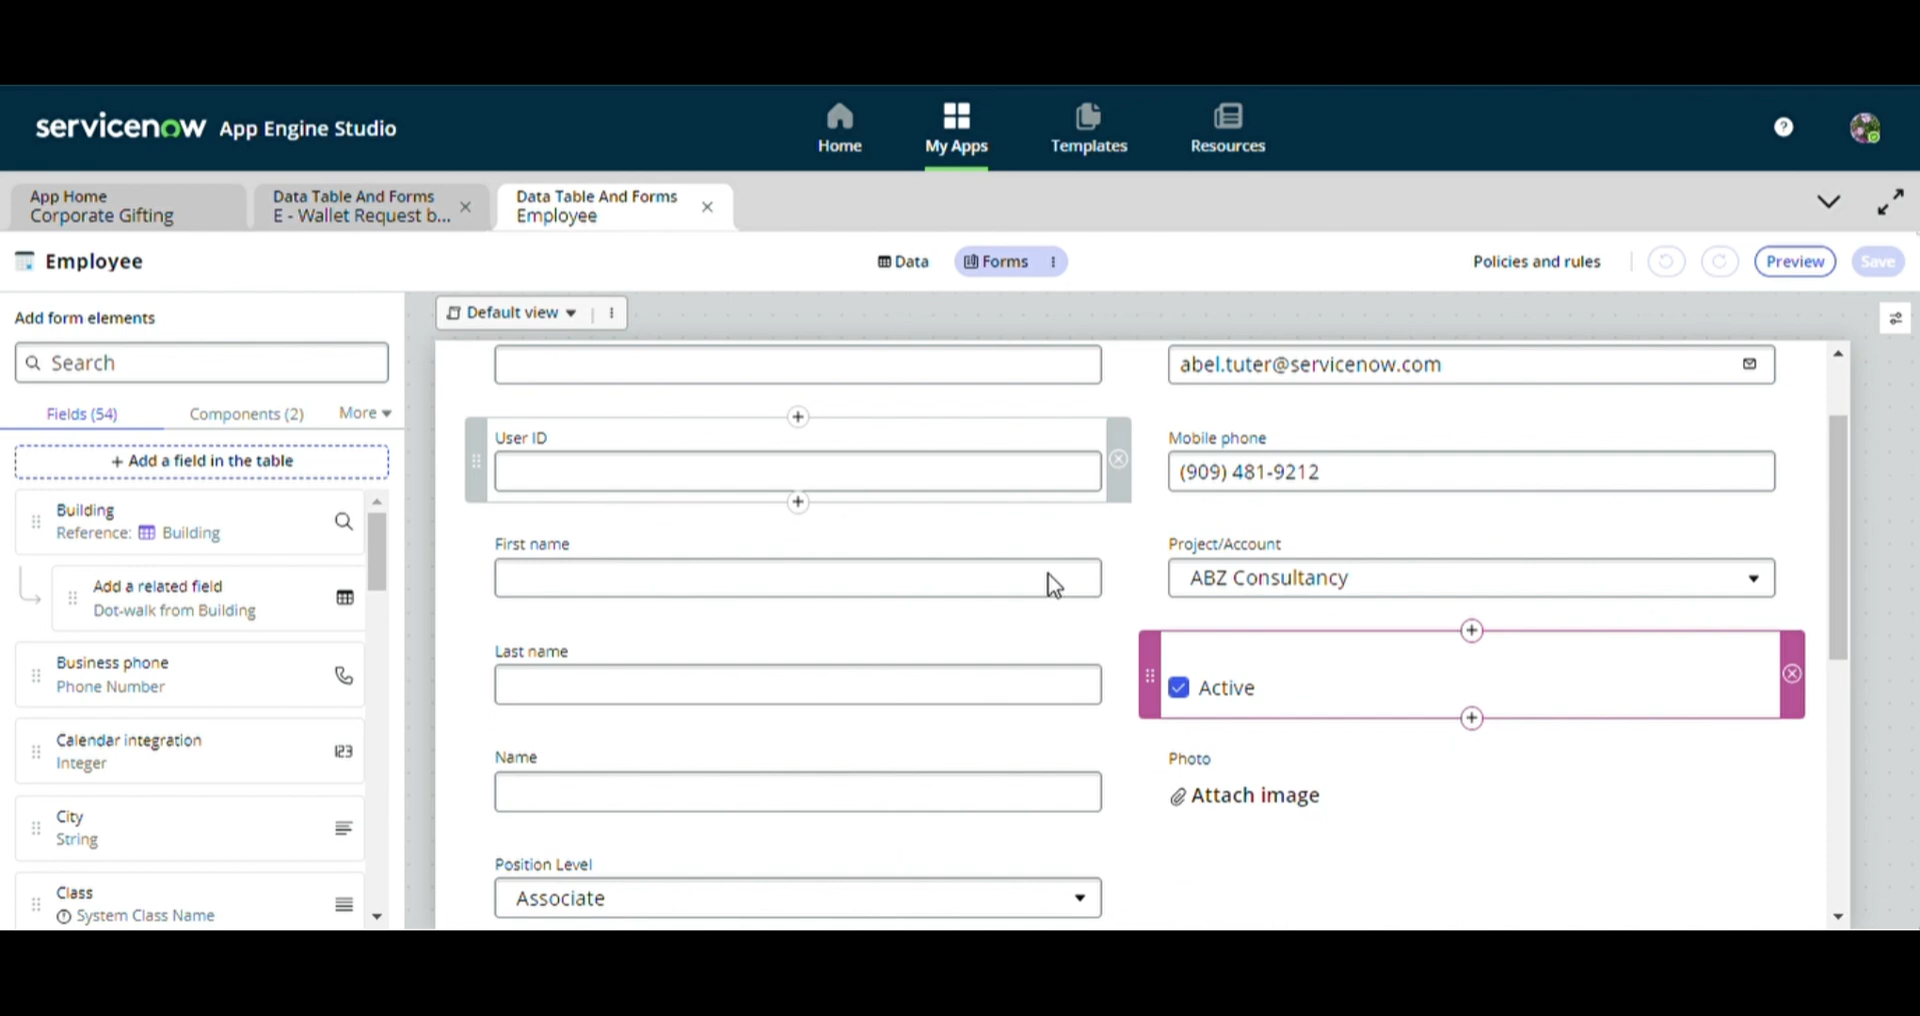 servicenow App Engine Studio
Home
My Apps
Templates
Resources
?
App Home
Corporate Gifting
Data Table And Forms
E - Wallet Request b...
Data Table And Forms
Employee
Employee
Data
Forms
Policies and rules
Preview
Save
Add form elements
Search
Fields (54)
Components (2)
More
+ Add a field in the table
Building
Reference: Building
Add a related field
Dot-walk from Building
Business phone
Phone Number
Calendar integration
Integer
123
City
String
Class
System Class Name
Default view
abel.tuter@servicenow.com
User ID
Mobile phone
(909) 481-9212
First name
Project/Account
ABZ Consultancy
Last name
Active
Name
Photo
Attach image
Position Level
Associate